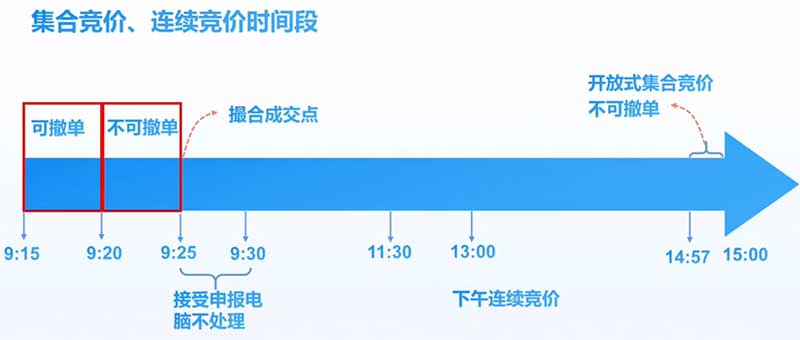 集合竞价、连续竞价时间段
开放式集合竞价
不可撤单
可撤单
不可撤单
撮合成交点
9:15
9:20
9:25
9:30
11:30
13:00
14:57
15:00
接受申报电
脑不处理
下午连续竞价